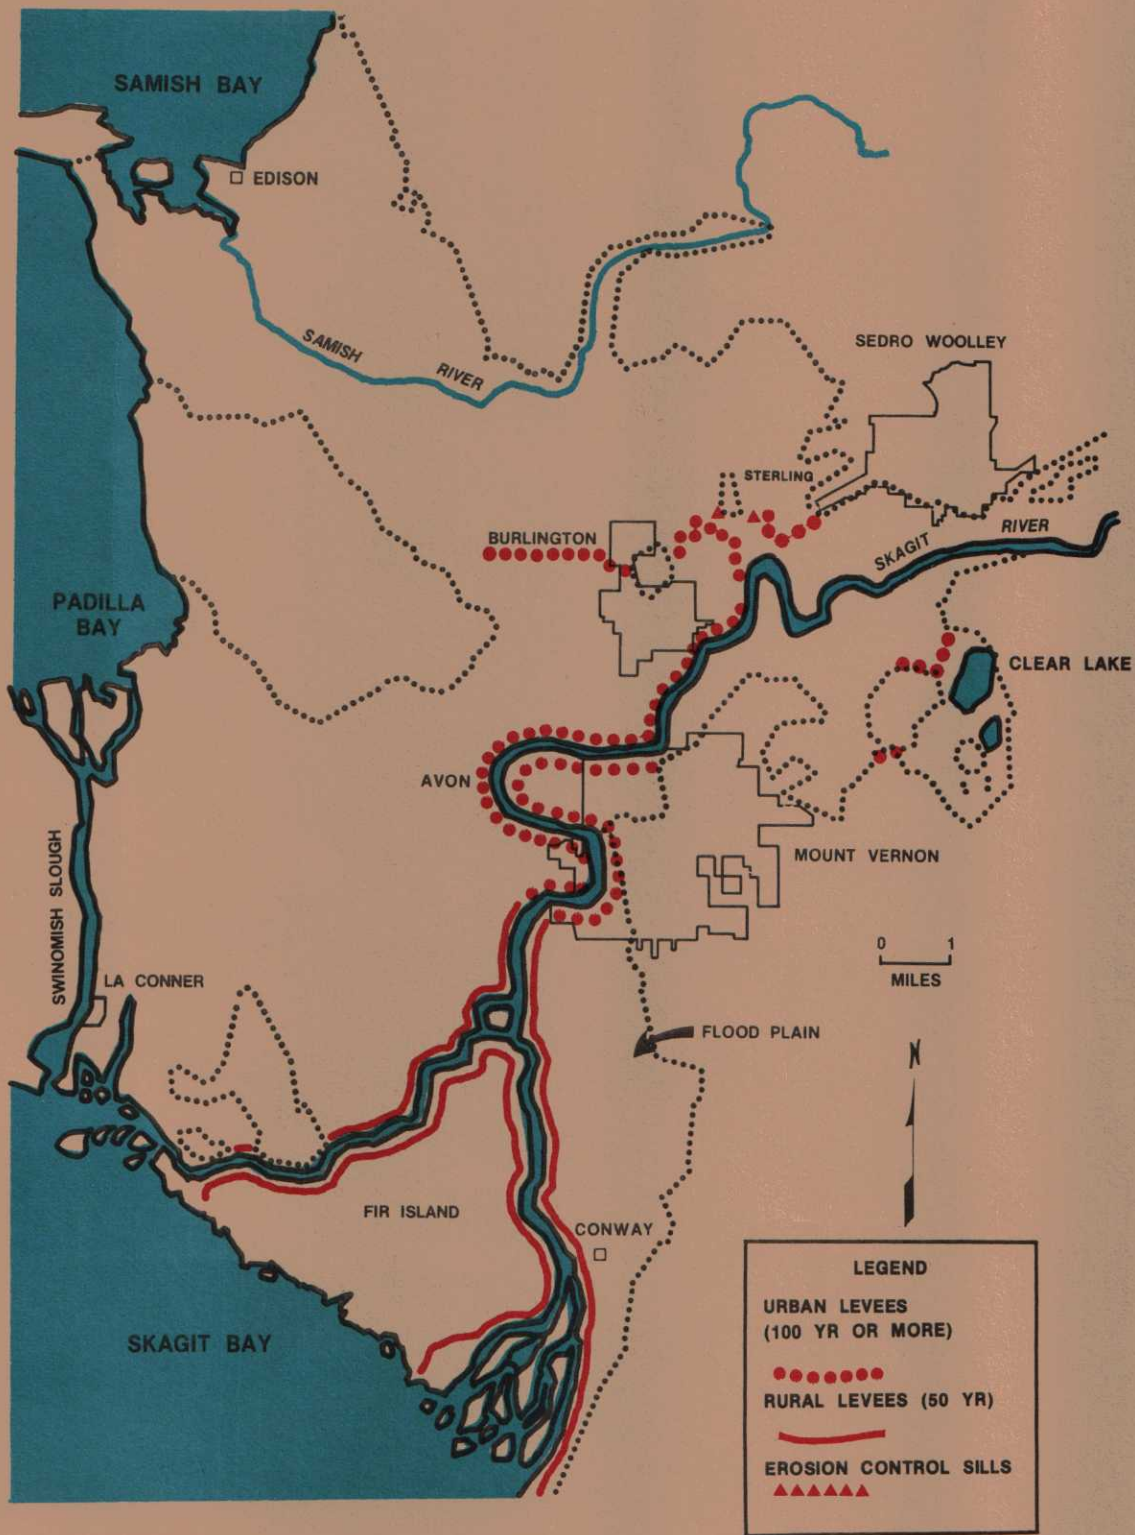 SAMISH BAY
EDISON
SAMISH RIVER
SEDRO WOOLLEY
STERLING
BURLINGTON
SKAGIT RIVER
PADILLA
BAY
CLEAR LAKE
AVON
MOUNT VERNON
SWINOMISH SLOUGH
0 1
MILES
LA CONNER
FLOOD PLAIN
N
FIR ISLAND
CONWAY
SKAGIT BAY
LEGEND
URBAN LEVEES
(100 YR OR MORE)
RURAL LEVEES (50 YR)
EROSION CONTROL SILLS